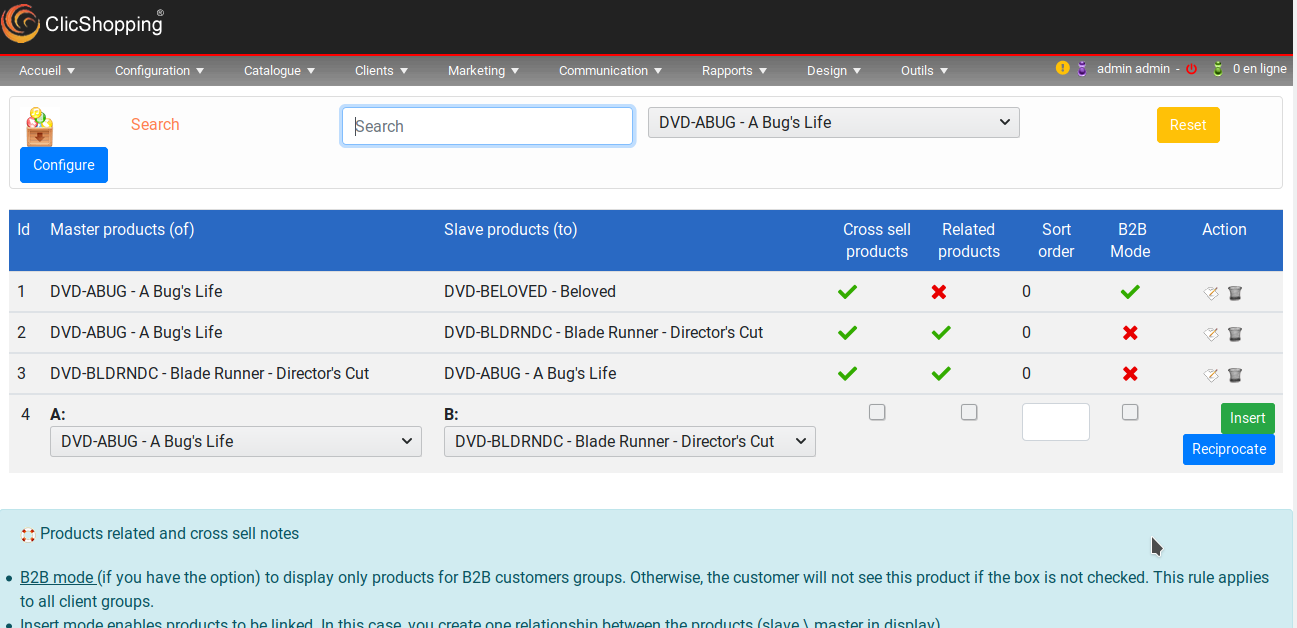 ClicShopping®
Accueil Configuration Catalogue Clients Marketing Communication Rapports Design Outils ! admin admin - 0 en ligne
Search Search DVD-ABUG - A Bug's Life Reset
Configure
Id Master products (of) Slave products (to) Cross sell products Related products Sort order B2B Mode Action
1 DVD-ABUG - A Bug's Life DVD-BELOVED - Beloved 0
2 DVD-ABUG - A Bug's Life DVD-BLDRNDC - Blade Runner - Director's Cut 0
3 DVD-BLDRNDC - Blade Runner - Director's Cut DVD-ABUG - A Bug's Life 0
4 A: B: Insert
DVD-ABUG - A Bug's Life DVD-BLDRNDC - Blade Runner - Director's Cut Reciprocate
Products related and cross sell notes
• B2B mode (if you have the option) to display only products for B2B customers groups. Otherwise, the customer will not see this product if the box is not checked. This rule applies
to all client groups.
• Insert mode enables products to be linked. In this case, you create one relationship between the products (slave \ master in display)